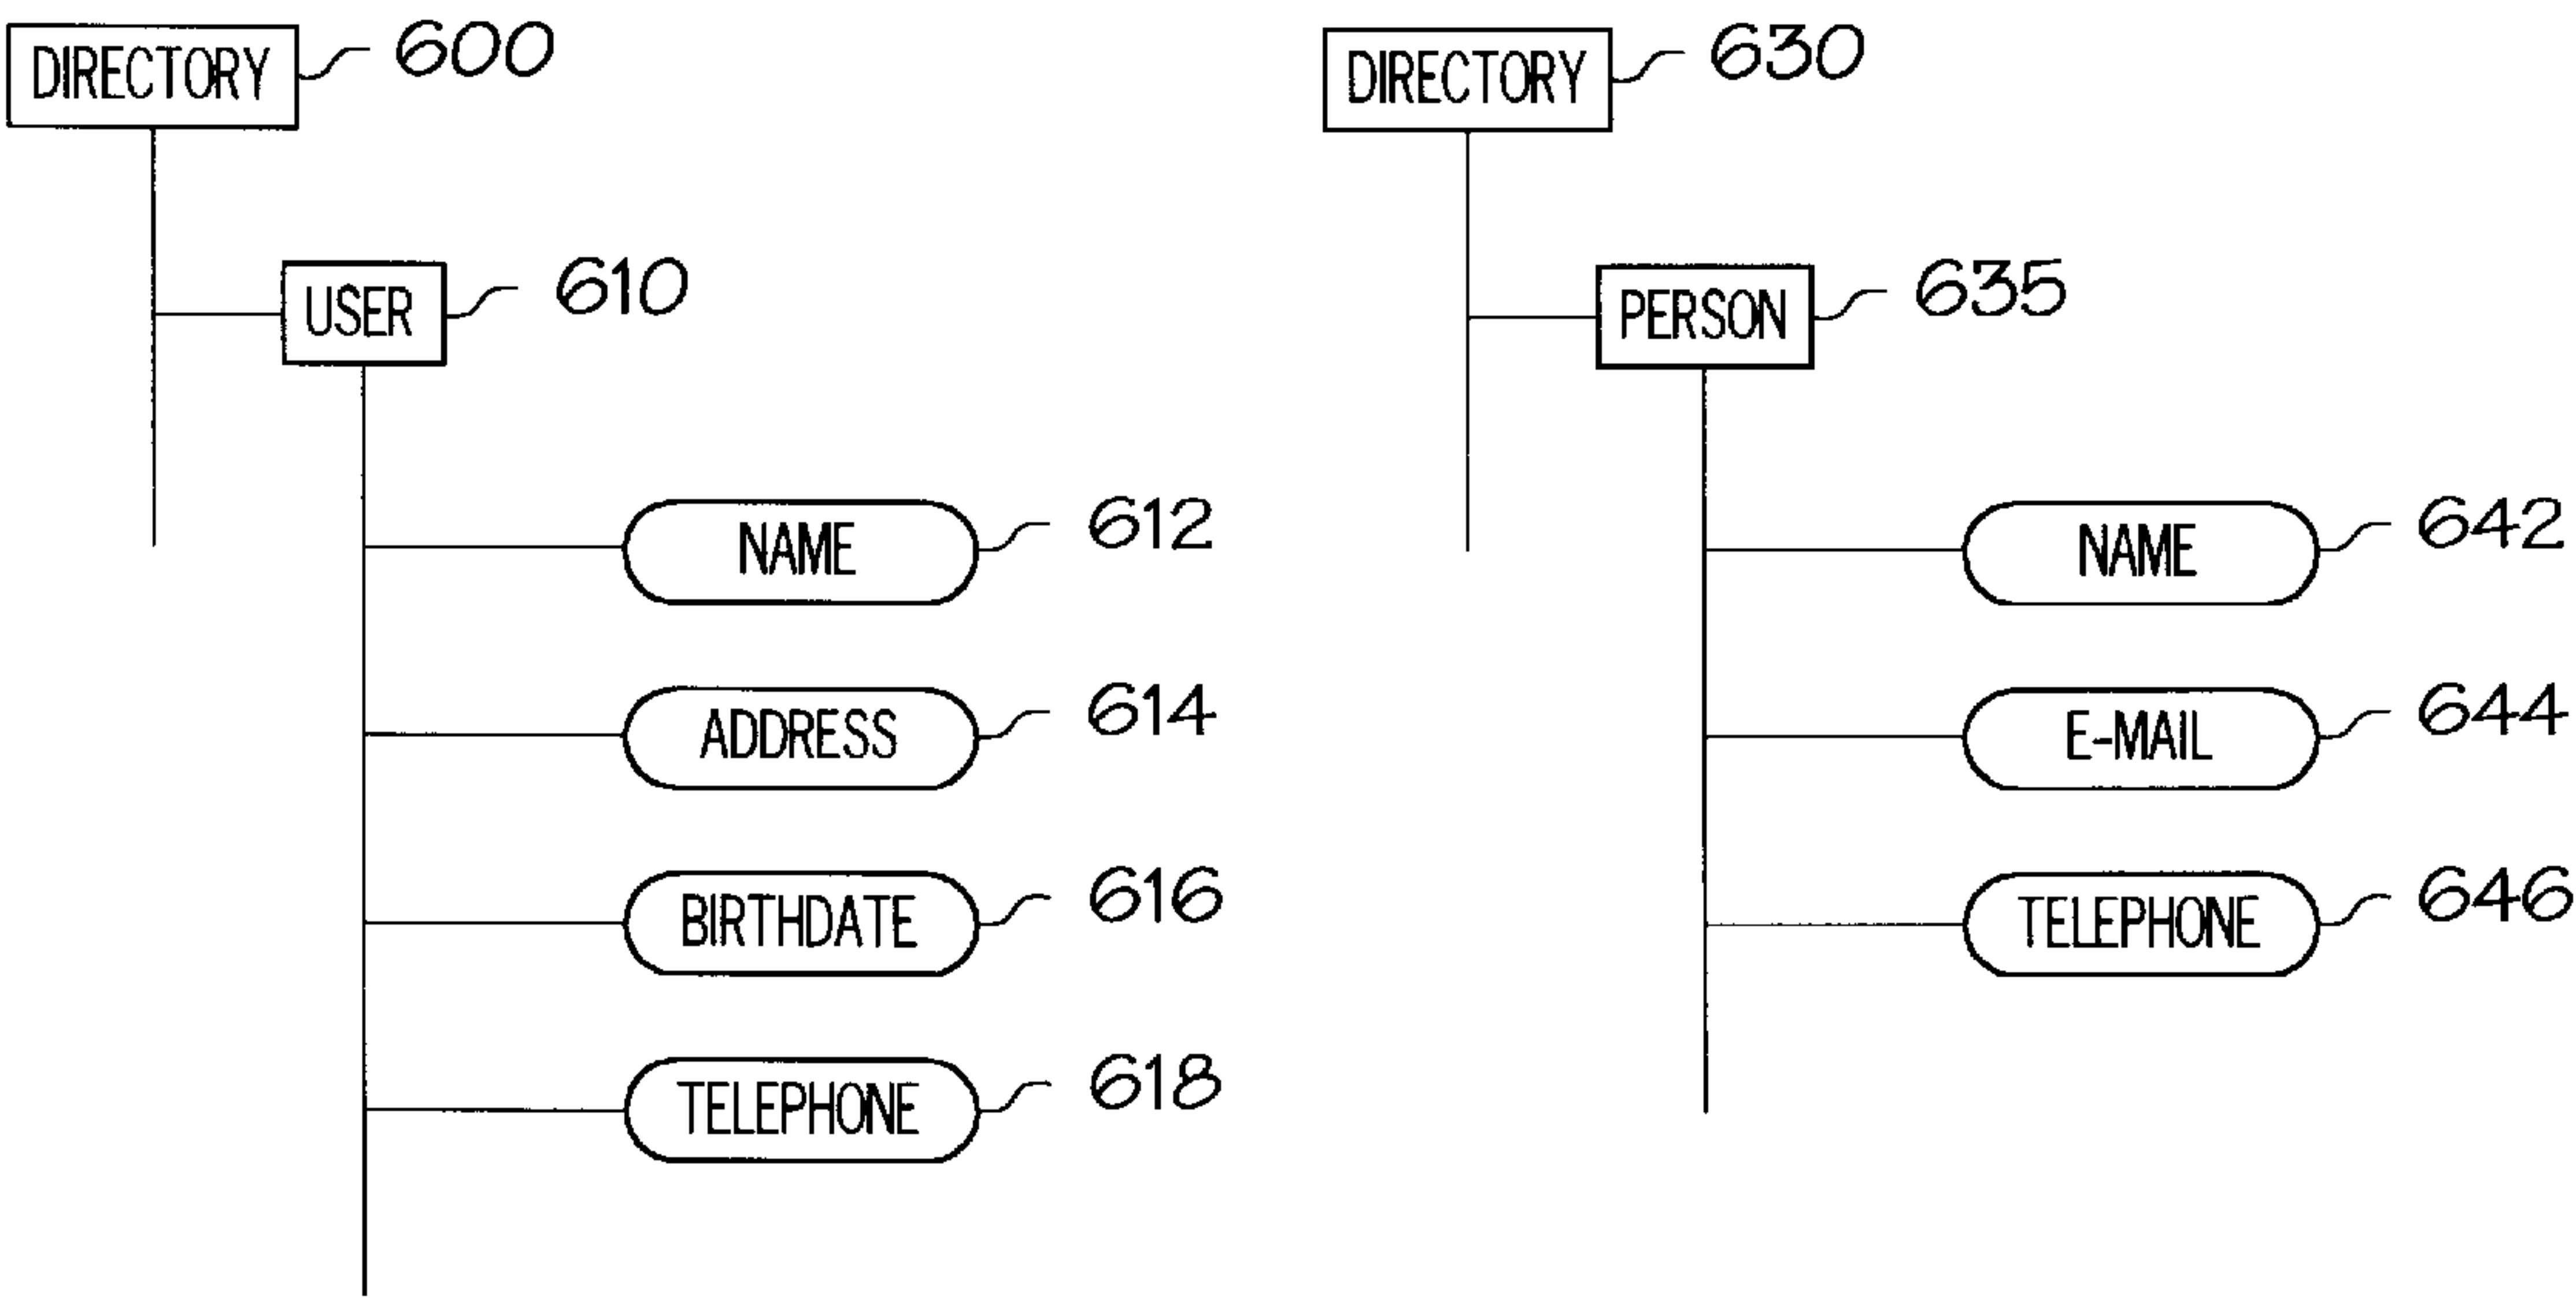 DIRECTORY 600
USER 610
NAME 612
ADDRESS 614
BIRTHDATE 616
TELEPHONE 618
DIRECTORY 630
PERSON 635
NAME 642
E-MAIL 644
TELEPHONE 646